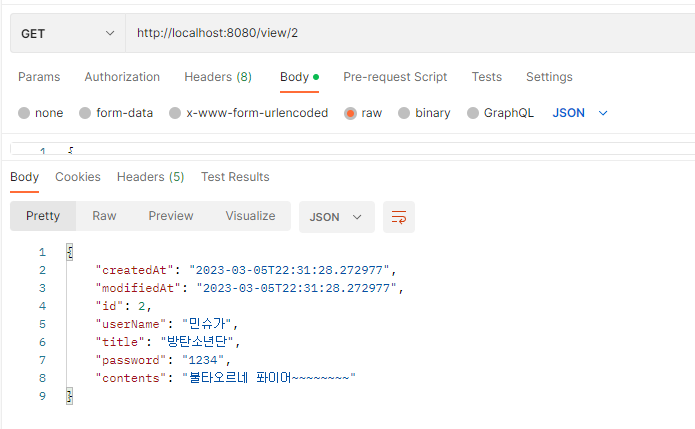 GET http://localhost:8080/view/2
Params Authorization Headers (8) Body Pre-request Script Tests Settings
none form-data x-www-form-urlencoded raw binary GraphQL JSON
1 {
Body Cookies Headers (5) Test Results
Pretty Raw Preview Visualize JSON
1 {
2 "createdAt": "2023-03-05T22:31:28.272977",
3 "modifiedAt": "2023-03-05T22:31:28.272977",
4 "id": 2,
5 "userName": "민슈가",
6 "title": "방탄소년단",
7 "password": "1234",
8 "contents": "불타오르네 퐈이어~~~~~~~~"
9 }